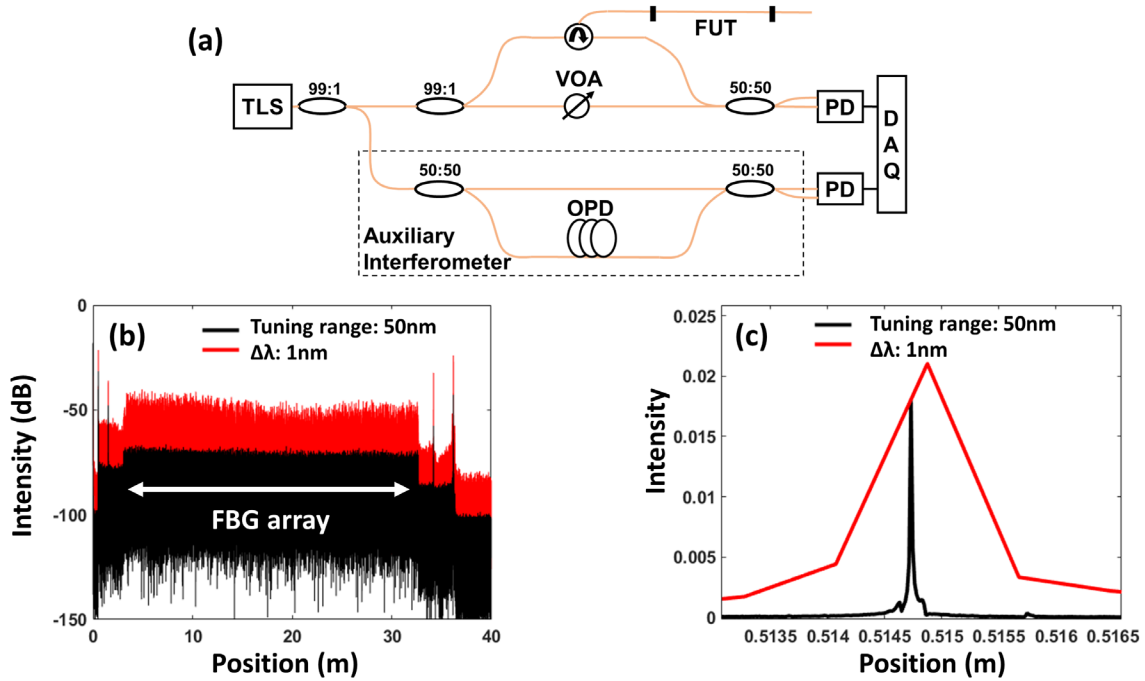 (a)
FUT
VOA
99:1
99:1
50:50
TLS
PD
DAQ
50:50
50:50
PD
OPD
Auxiliary
Interferometer
(b)
Tuning range: 50nm
Δλ: 1nm
Intensity (dB)
0
-50
-100
-150
FBG array
0
10
20
30
40
Position (m)
(c)
Tuning range: 50nm
Δλ: 1nm
Intensity
0.025
0.02
0.015
0.01
0.005
0
0.5135
0.514
0.5145
0.515
0.5155
0.516
0.5165
Position (m)